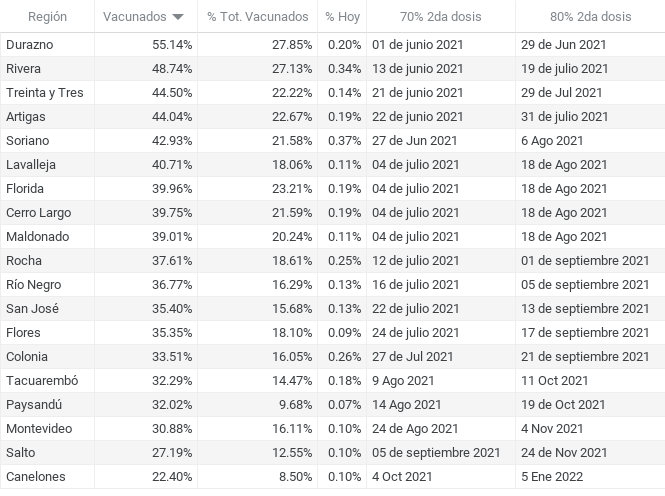 Región Vacunados % Tot. Vacunados % Hoy 70% 2da dosis 80% 2da dosis
Durazno 55.14% 27.85% 0.20% 01 de junio 2021 29 de Jun 2021
Rivera 48.74% 27.13% 0.34% 13 de junio 2021 19 de julio 2021
Treinta y Tres 44.50% 22.22% 0.14% 21 de junio 2021 29 de Jul 2021
Artigas 44.04% 22.67% 0.19% 22 de junio 2021 31 de julio 2021
Soriano 42.93% 21.58% 0.37% 27 de Jun 2021 6 Ago 2021
Lavalleja 40.71% 18.06% 0.11% 04 de julio 2021 18 de Ago 2021
Florida 39.96% 23.21% 0.19% 04 de julio 2021 18 de Ago 2021
Cerro Largo 39.75% 21.59% 0.19% 04 de julio 2021 18 de Ago 2021
Maldonado 39.01% 20.24% 0.11% 04 de julio 2021 18 de Ago 2021
Rocha 37.61% 18.61% 0.25% 12 de julio 2021 01 de septiembre 2021
Río Negro 36.77% 16.29% 0.13% 16 de julio 2021 05 de septiembre 2021
San José 35.40% 15.68% 0.13% 22 de julio 2021 13 de septiembre 2021
Flores 35.35% 18.10% 0.09% 24 de julio 2021 17 de septiembre 2021
Colonia 33.51% 16.05% 0.26% 27 de Jul 2021 21 de septiembre 2021
Tacuarembó 32.29% 14.47% 0.18% 9 Ago 2021 11 Oct 2021
Paysandú 32.02% 9.68% 0.07% 14 Ago 2021 19 de Oct 2021
Montevideo 30.88% 16.11% 0.10% 24 de Ago 2021 4 Nov 2021
Salto 27.19% 12.55% 0.10% 05 de septiembre 2021 24 de Nov 2021
Canelones 22.40% 8.50% 0.10% 4 Oct 2021 5 Ene 2022